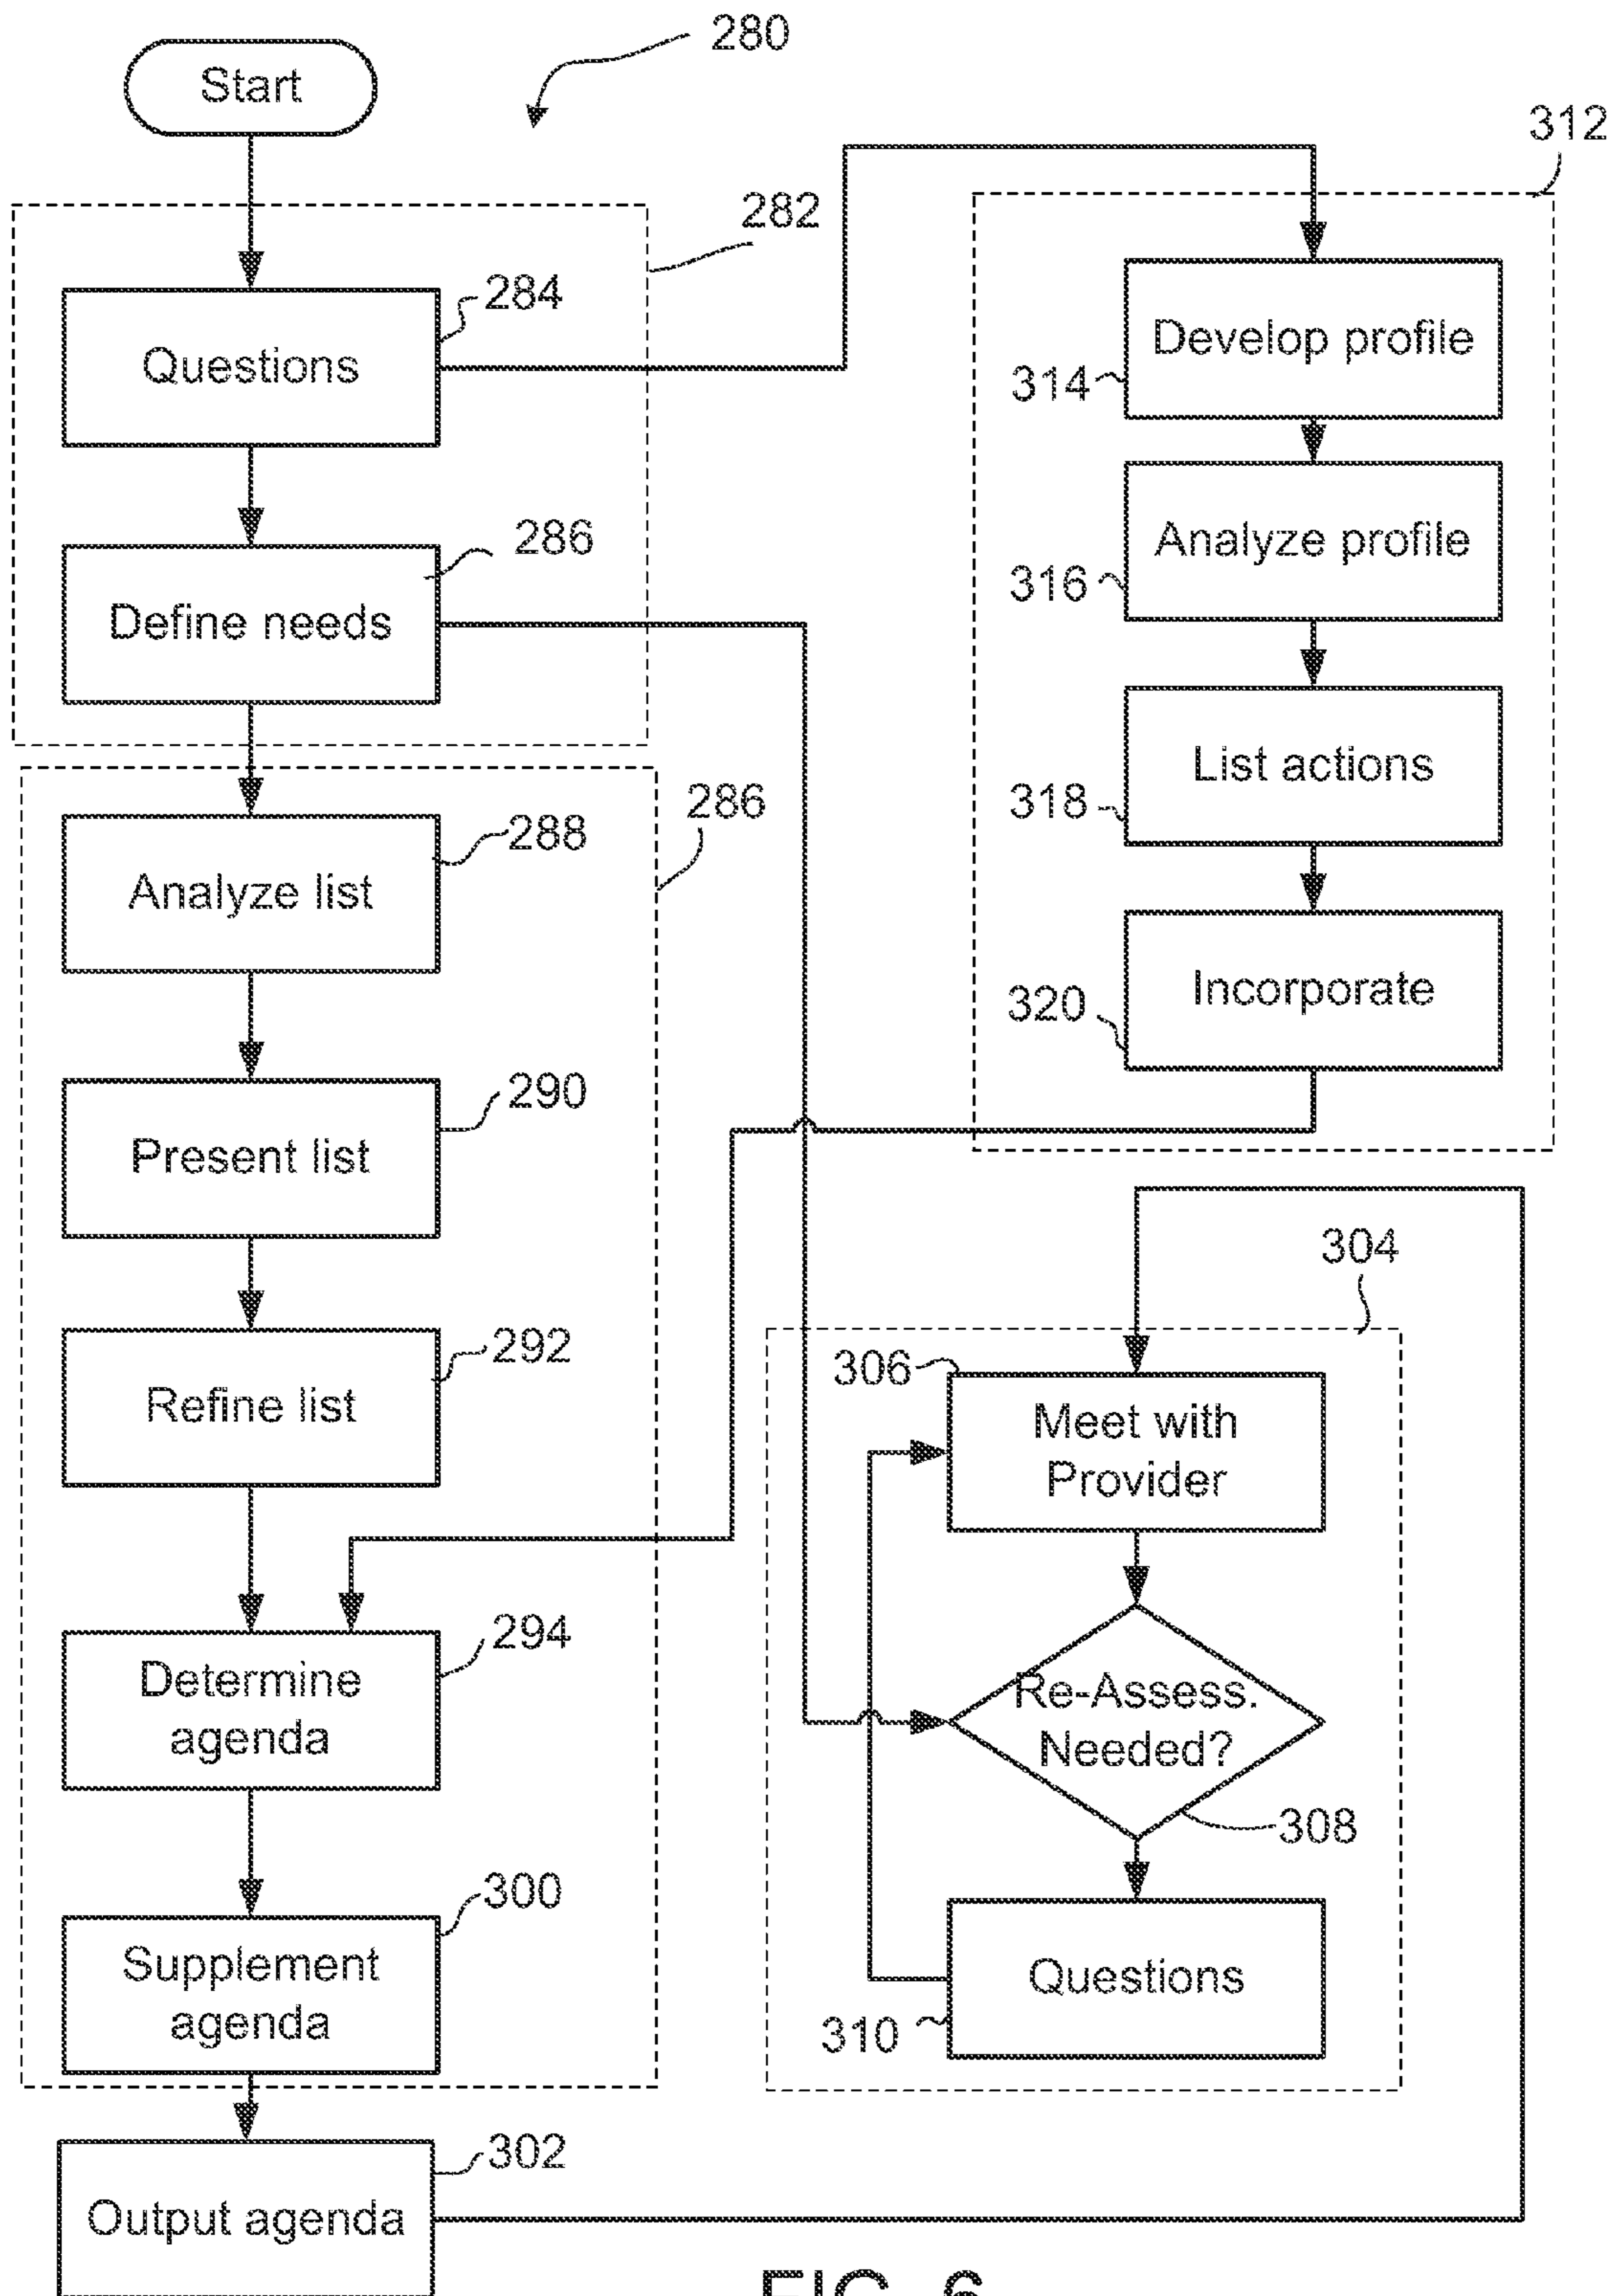 280
Start
312
282
284
Questions
Develop profile
314
286
Define needs
Analyze profile
316
286
288
Analyze list
List actions
318
290
Present list
Incorporate
320
304
292
Refine list
306
Meet with
Provider
294
Determine
agenda
Re-Assess.
Needed?
308
300
Supplement
agenda
Questions
310
302
Output agenda
FIG. 6